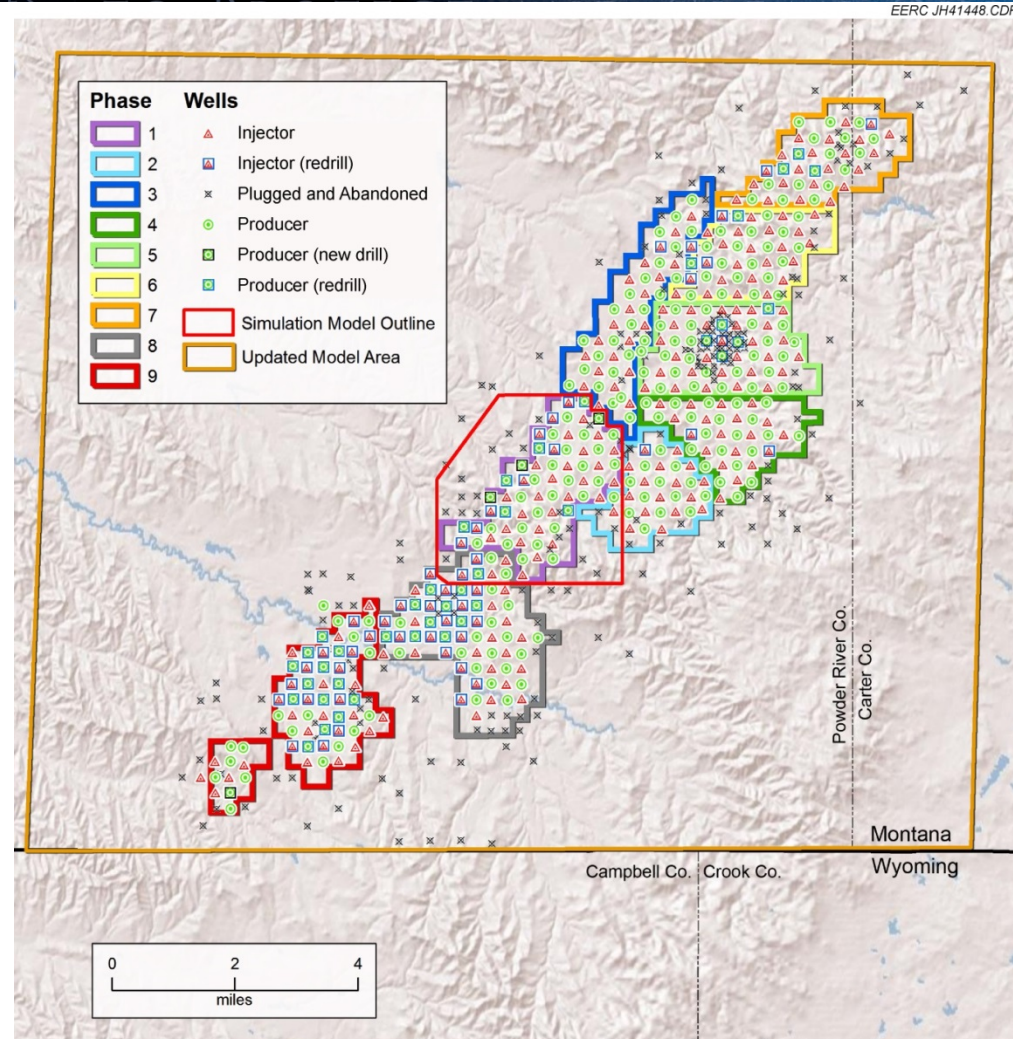 EERC JH41448.CDR
Phase Wells
1 Injector
2 Injector (redrill)
3 Plugged and Abandoned
4 Producer
5 Producer (new drill)
6 Producer (redrill)
7
8
9
Simulation Model Outline
Updated Model Area
Powder River Co.
Carter Co.
Montana
Wyoming
Campbell Co. Crook Co.
0 2 4
miles